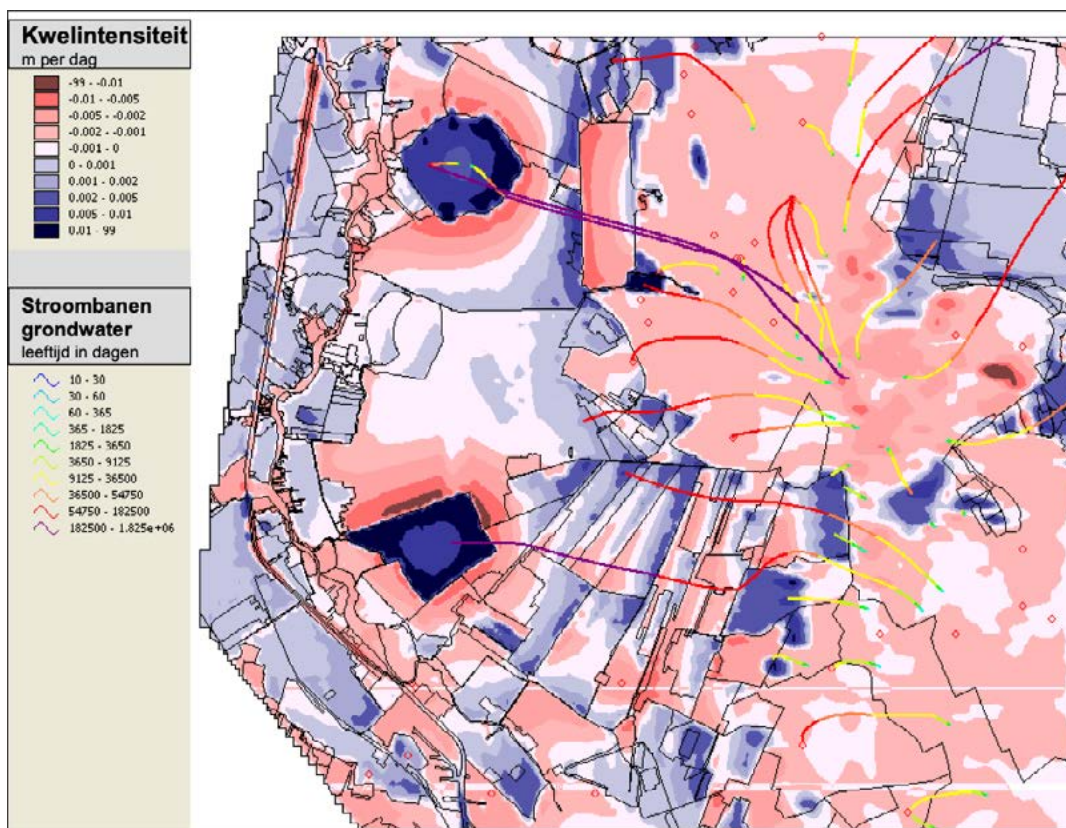 Kwelintensiteit
m per dag
-99 - -0.01
-0.01 - -0.005
-0.005 - -0.002
-0.002 - -0.001
-0.001 - 0
0 - 0.001
0.001 - 0.002
0.002 - 0.005
0.005 - 0.01
0.01 - 99
Stroombanen
grondwater
leeftijd in dagen
10 - 30
30 - 60
60 - 365
365 - 1825
1825 - 3650
3650 - 9125
9125 - 36500
36500 - 54750
54750 - 182500
182500 - 1.825e+06